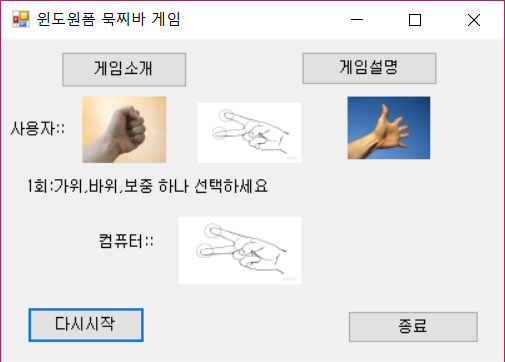 윈도원폼 묵찌바 게임
게임소개
게임설명
사용자::
1회:가위,바위,보중 하나 선택하세요
컴퓨터::
다시시작
종료